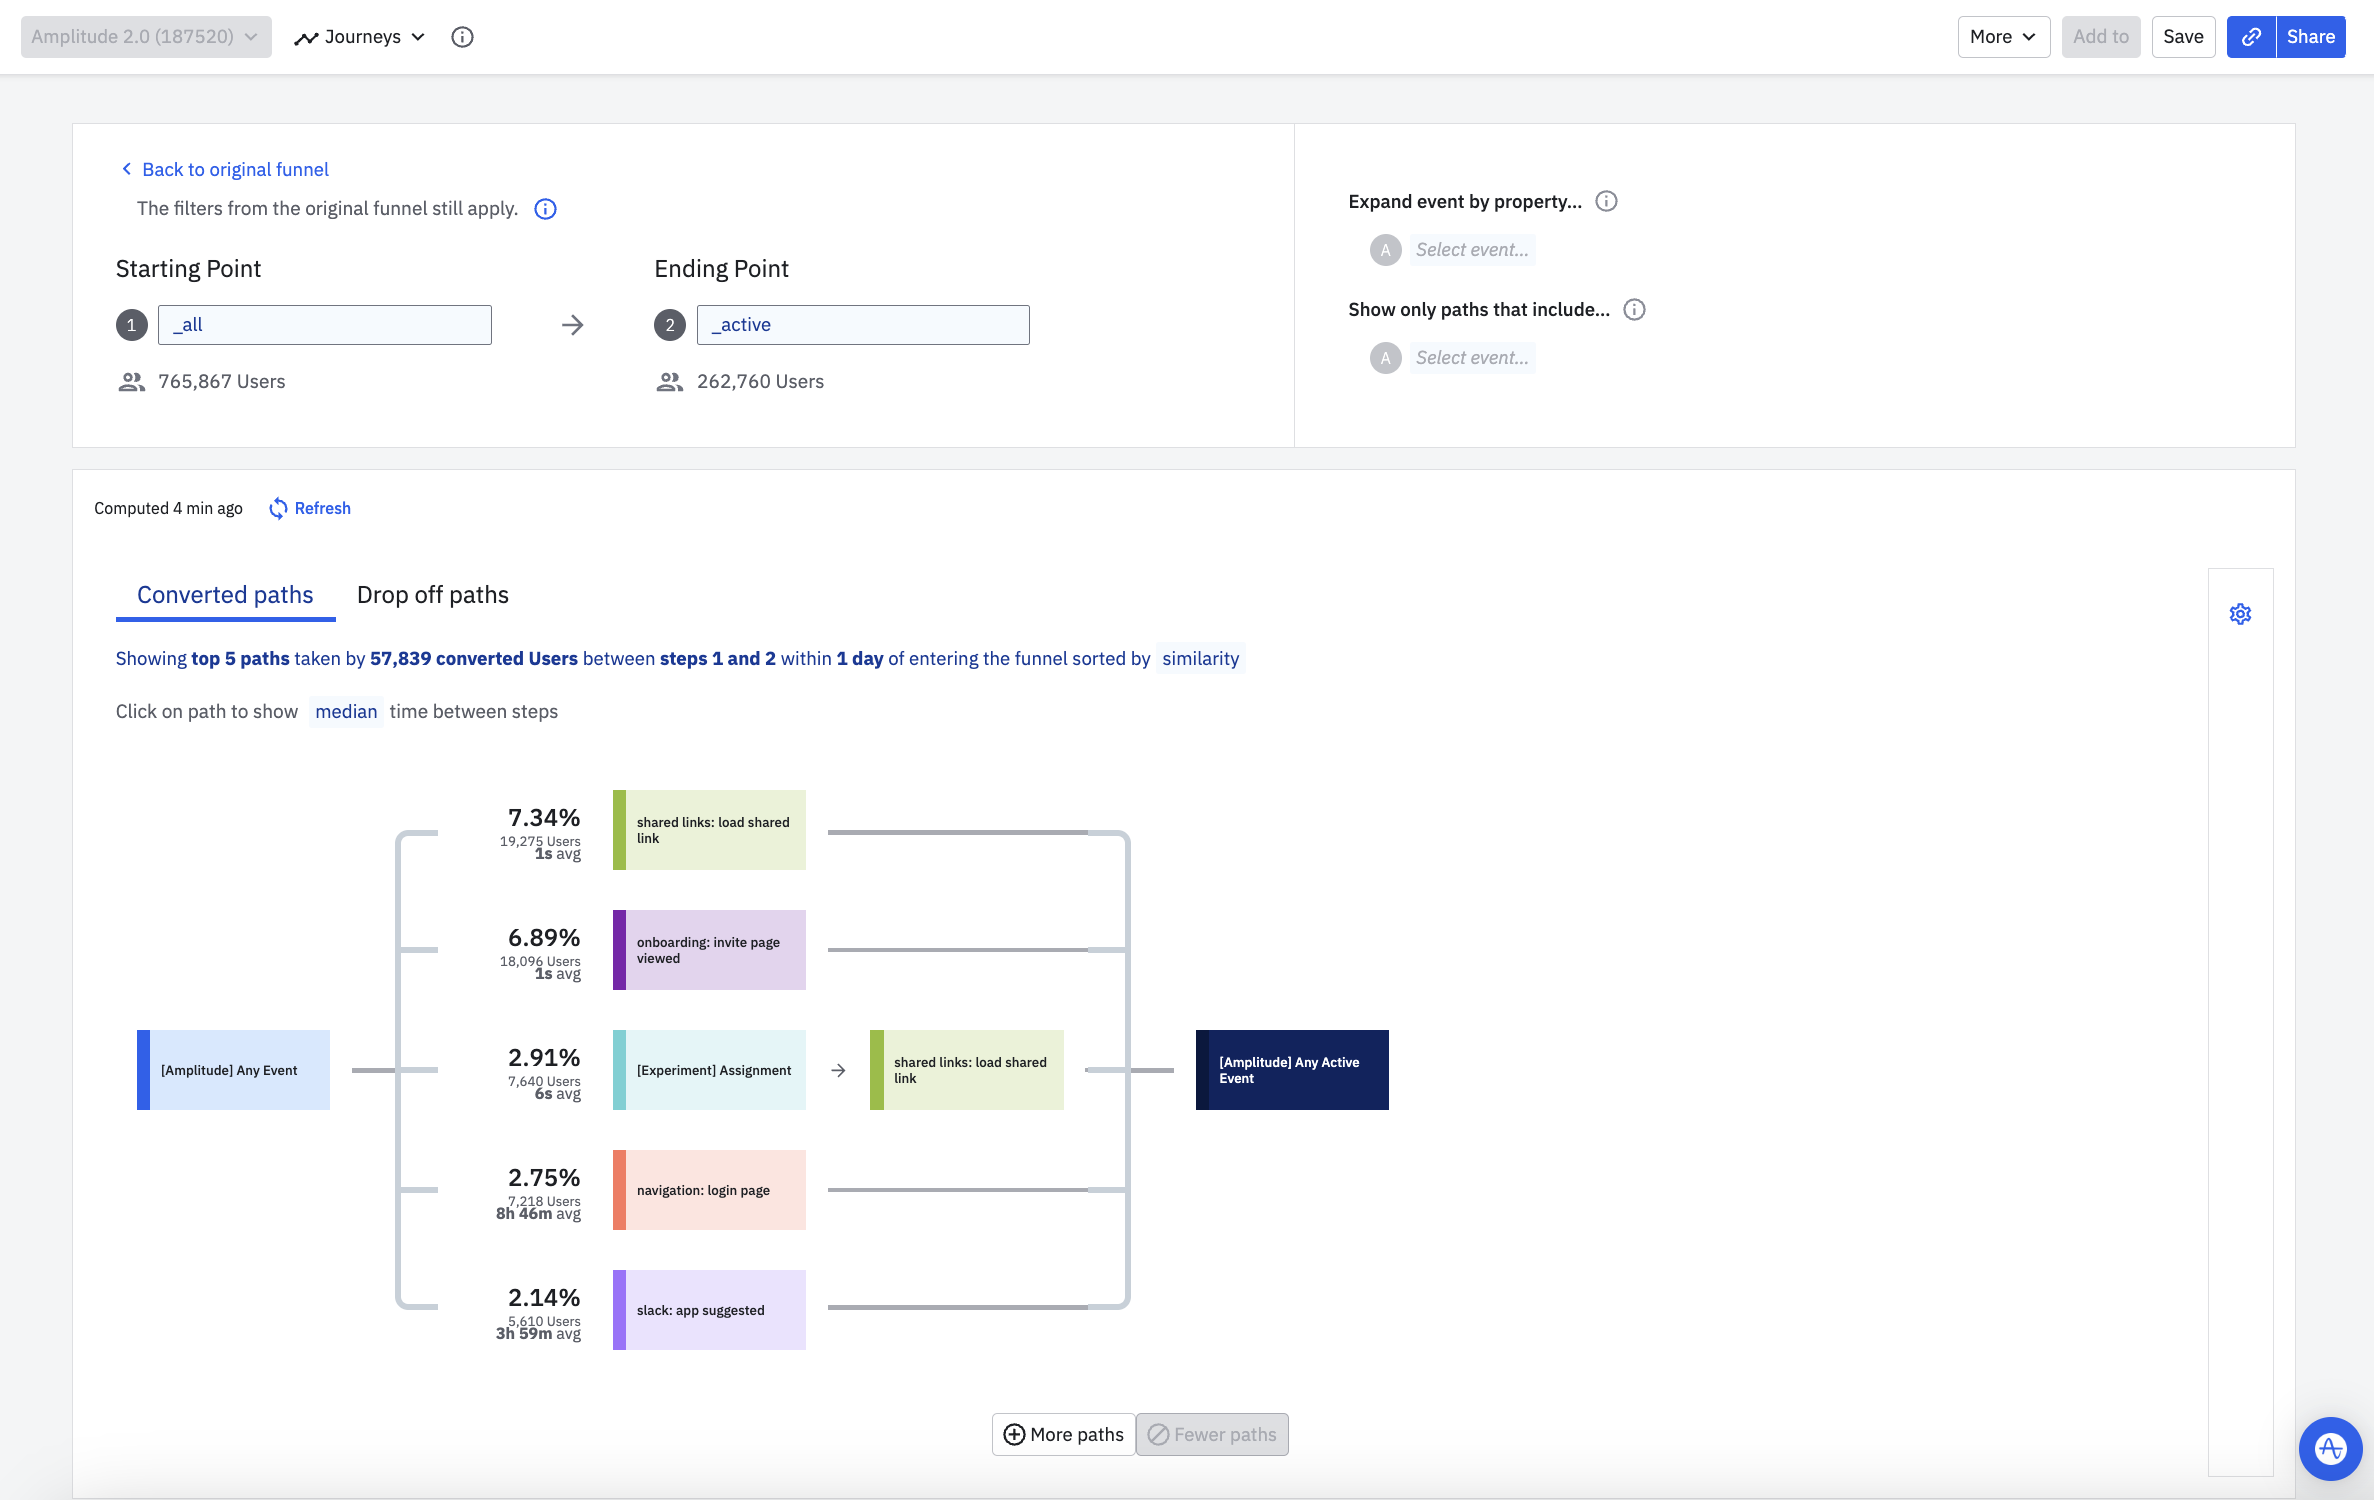 Amplitude 2.0 (187520)
Journeys
More
Add to
Save
Share
Back to original funnel
The filters from the original funnel still apply.
Starting Point
Ending Point
1
_all
2
_active
765,867 Users
262,760 Users
Expand event by property...
A
Select event...
Show only paths that include...
A
Select event...
Computed 4 min ago
Refresh
Converted paths
Drop off paths
Showing top 5 paths taken by 57,839 converted Users between steps 1 and 2 within 1 day of entering the funnel sorted by similarity
Click on path to show median time between steps
[Amplitude] Any Event
7.34%
19,275 Users
1s avg
shared links: load shared
link
6.89%
18,096 Users
1s avg
onboarding: invite page
viewed
2.91%
7,640 Users
6s avg
[Experiment] Assignment
shared links: load shared
link
2.75%
7,218 Users
8h 46m avg
navigation: login page
2.14%
5,610 Users
3h 59m avg
slack: app suggested
[Amplitude] Any Active
Event
More paths
Fewer paths